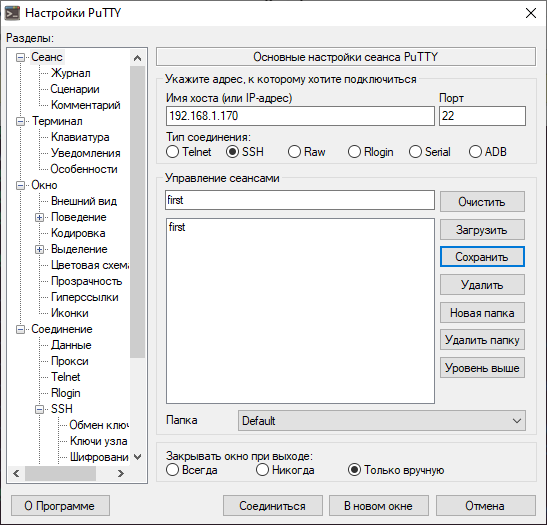 Настройки PuTTY
Разделы:
Сеанс
Журнал
Сценарии
Комментарий
Терминал
Клавиатура
Уведомления
Особенности
Окно
Внешний вид
Поведение
Кодировка
Выделение
Цветовая схема
Прозрачность
Гиперссылки
Иконки
Соединение
Данные
Прокси
Telnet
Rlogin
SSH
Обмен ключ
Ключи узла
Шифровани
Основные настройки сеанса PuTTY
Укажите адрес, к которому хотите подключиться
Имя хоста (или IP-адрес) Порт
192.168.1.170 22
Тип соединения:
Telnet SSH Raw Rlogin Serial ADB
Управление сеансами
first Очистить
first Загрузить
Сохранить
Удалить
Новая папка
Удалить папку
Уровень выше
Папка Default
Закрывать окно при выходе:
Всегда Никогда Только вручную
О Программе Соединиться В новом окне Отмена